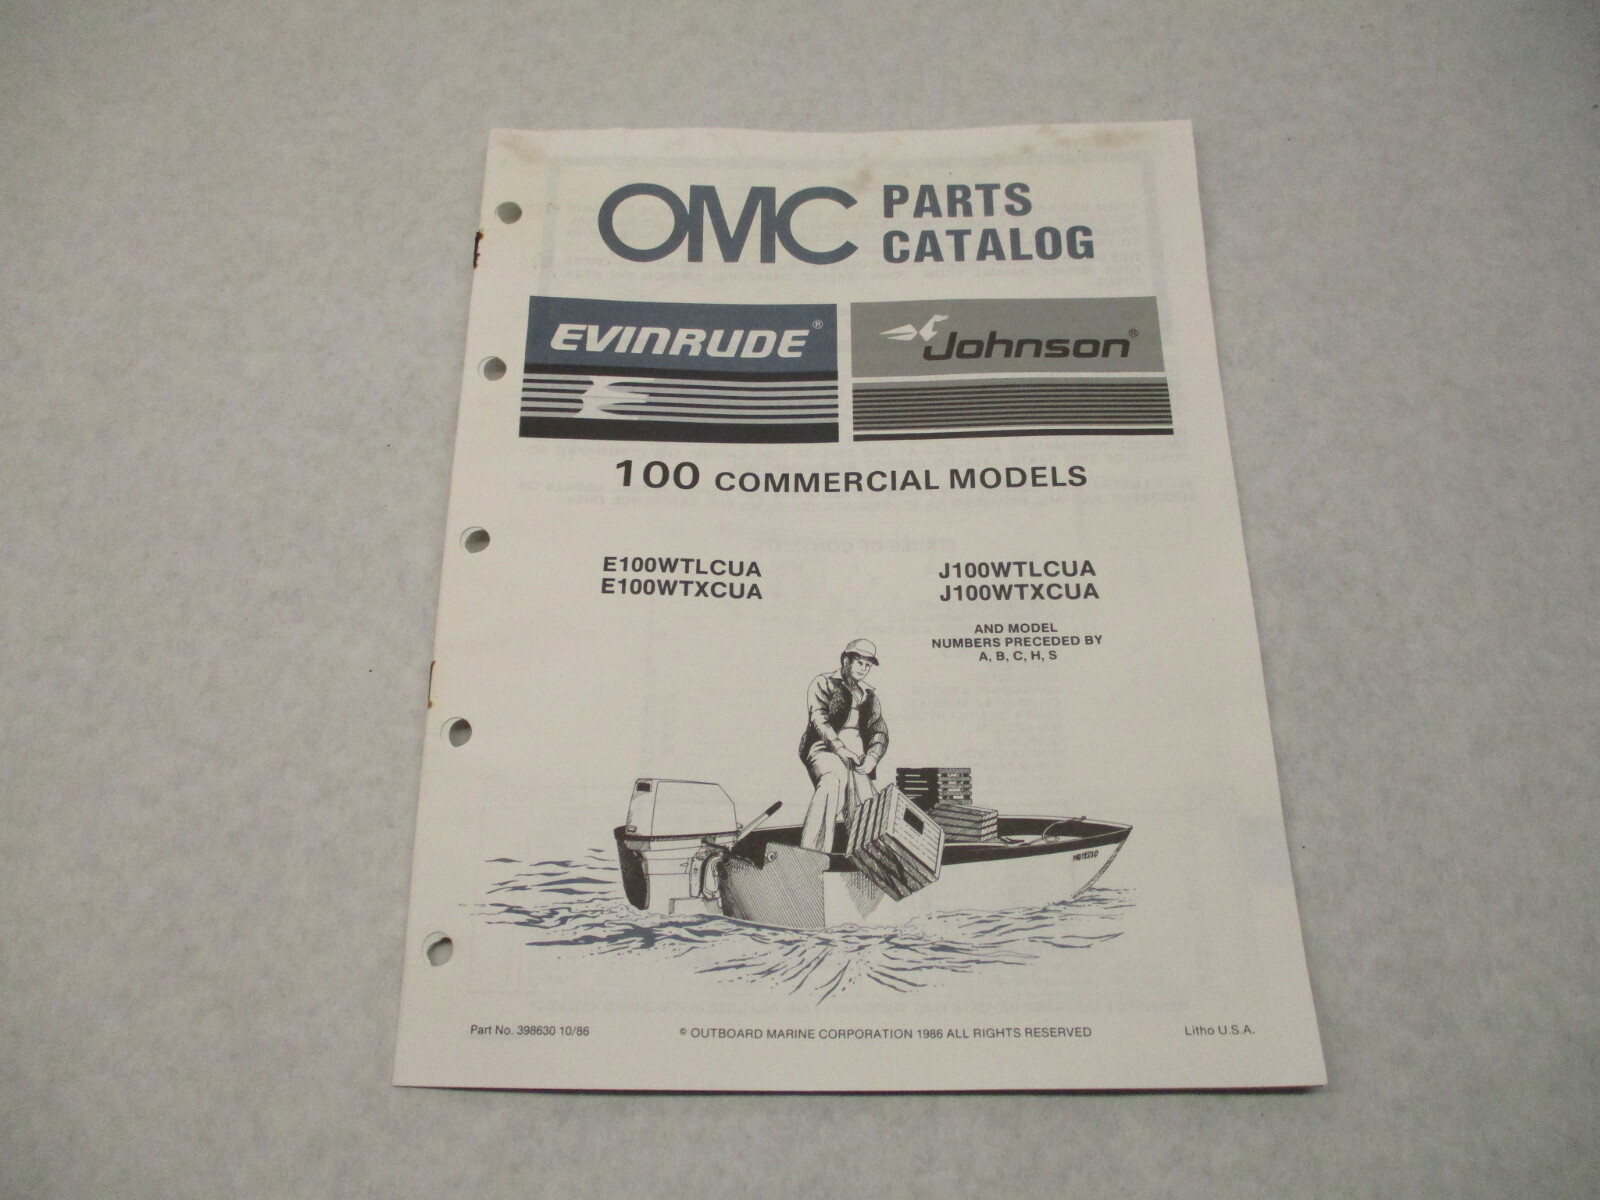 OMC PARTS
CATALOG
EVINRUDE®
Johnson®
100 COMMERCIAL MODELS
E100WTLCUA
E100WTXCUA
J100WTLCUA
J100WTXCUA
AND MODEL
NUMBERS PRECEDED BY
A, B, C, H, S
Part No. 398630 10/86
© OUTBOARD MARINE CORPORATION 1986 ALL RIGHTS RESERVED
Litho U.S.A.